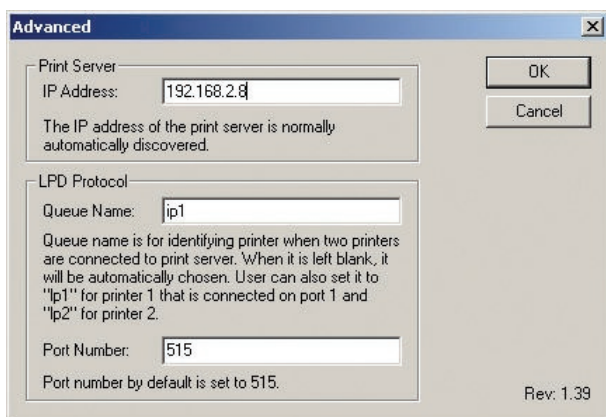 Advanced
Print Server
IP Address: 192.168.2.8
The IP address of the print server is normally
automatically discovered.
OK
Cancel
LPD Protocol
Queue Name: ip1
Queue name is for identifying printer when two printers
are connected to print server. When it is left blank, it
will be automatically chosen. User can also set it to
"lp1" for printer 1 that is connected on port 1 and
"lp2" for printer 2.
Port Number: 515
Port number by default is set to 515.
Rev: 1.39